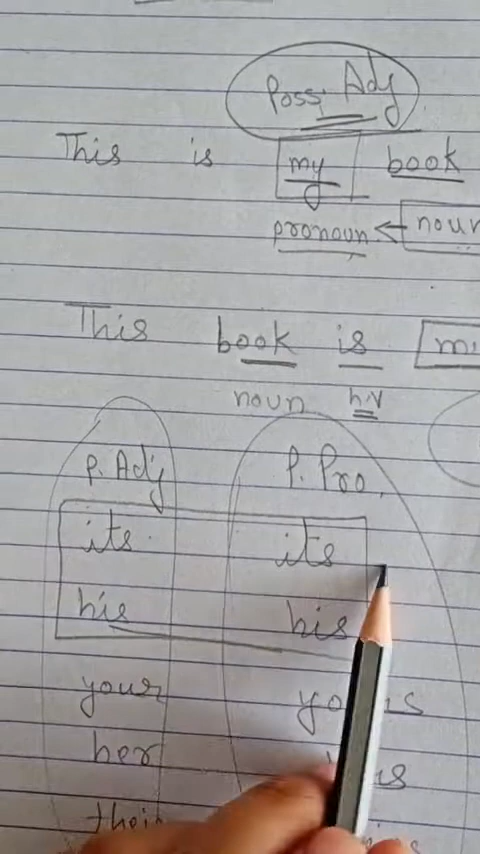 Poss. Adj
This is my book
pronoun ← noun
This book is
noun h.v
P. Adj P. Pro.
its its
his his
your
her